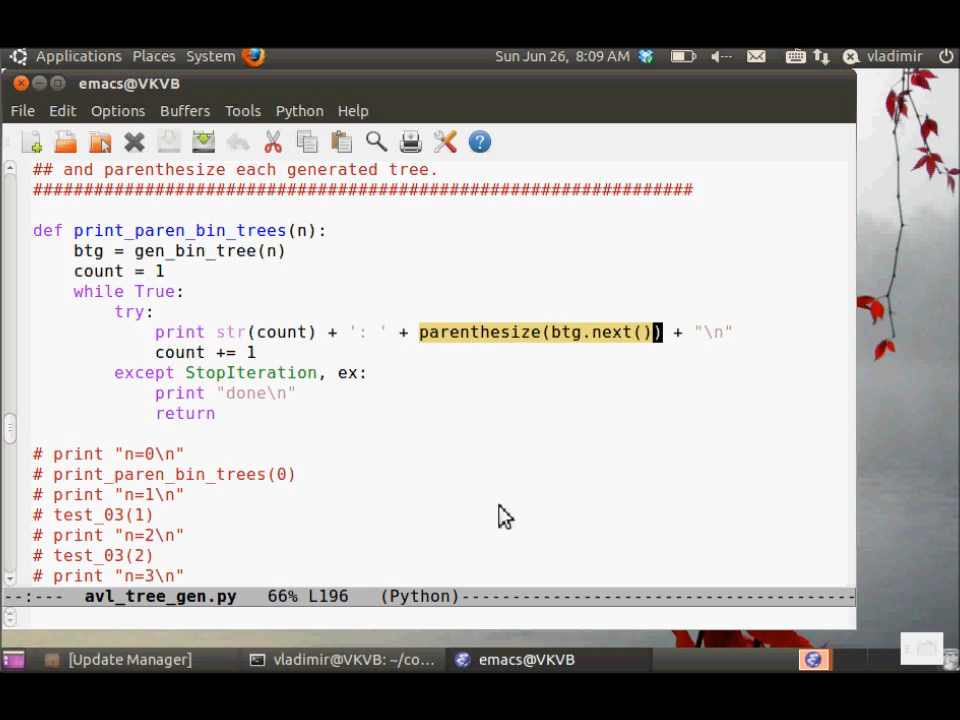 Applications Places System Sun Jun 26, 8:09 AM vladimir
emacs@VKVB
File Edit Options Buffers Tools Python Help
## and parenthesize each generated tree.
#################################################################
def print_paren_bin_trees(n):
    btg = gen_bin_tree(n)
    count = 1
    while True:
        try:
            print str(count) + ': ' + parenthesize(btg.next()) + "\n"
            count += 1
        except StopIteration, ex:
            print "done\n"
            return
# print "n=0\n"
# print_paren_bin_trees(0)
# print "n=1\n"
# test_03(1)
# print "n=2\n"
# test_03(2)
# print "n=3\n"
--:--- avl_tree_gen.py 66% L196 (Python)---------------------------------------
[Update Manager] vladimir@VKVB: ~/co... emacs@VKVB